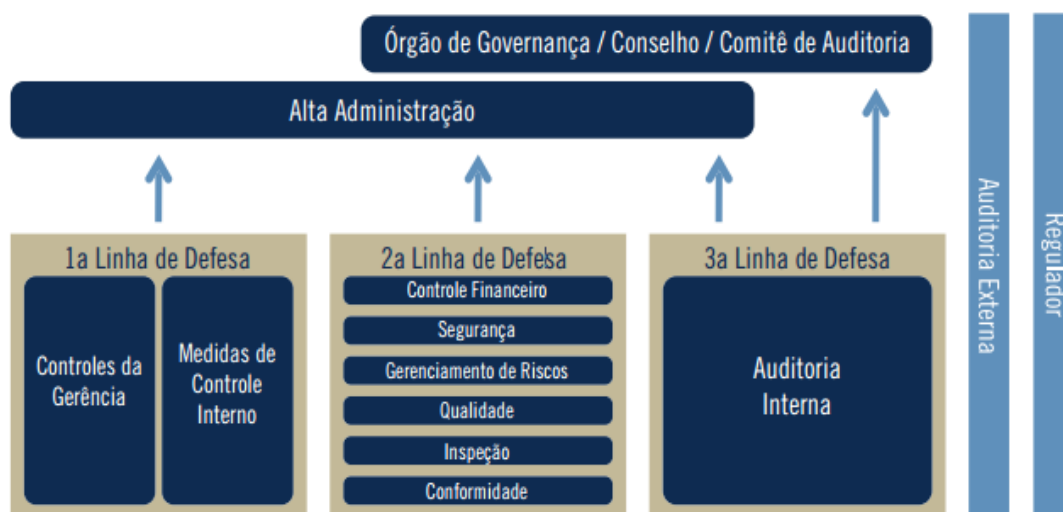 Órgão de Governança / Conselho / Comitê de Auditoria
Alta Administração
1a Linha de Defesa
Controles da
Gerência
Medidas de
Controle
Interno
2a Linha de Defesa
Controle Financeiro
Segurança
Gerenciamento de Riscos
Qualidade
Inspeção
Conformidade
3a Linha de Defesa
Auditoria
Interna
Auditoria Externa
Regulador